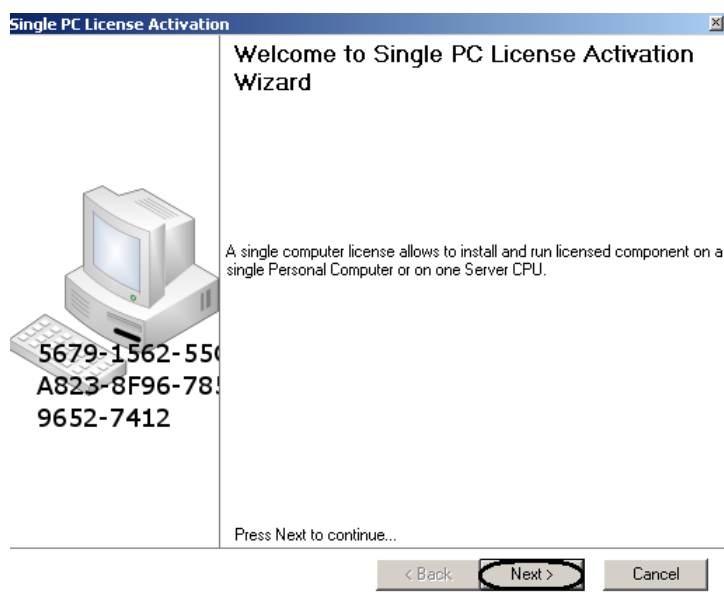 Single PC License Activation
Welcome to Single PC License Activation
Wizard
A single computer license allows to install and run licensed component on a
single Personal Computer or on one Server CPU.
5679-1562-550
A823-8F96-785
9652-7412
Press Next to continue...
< Back
Next >
Cancel